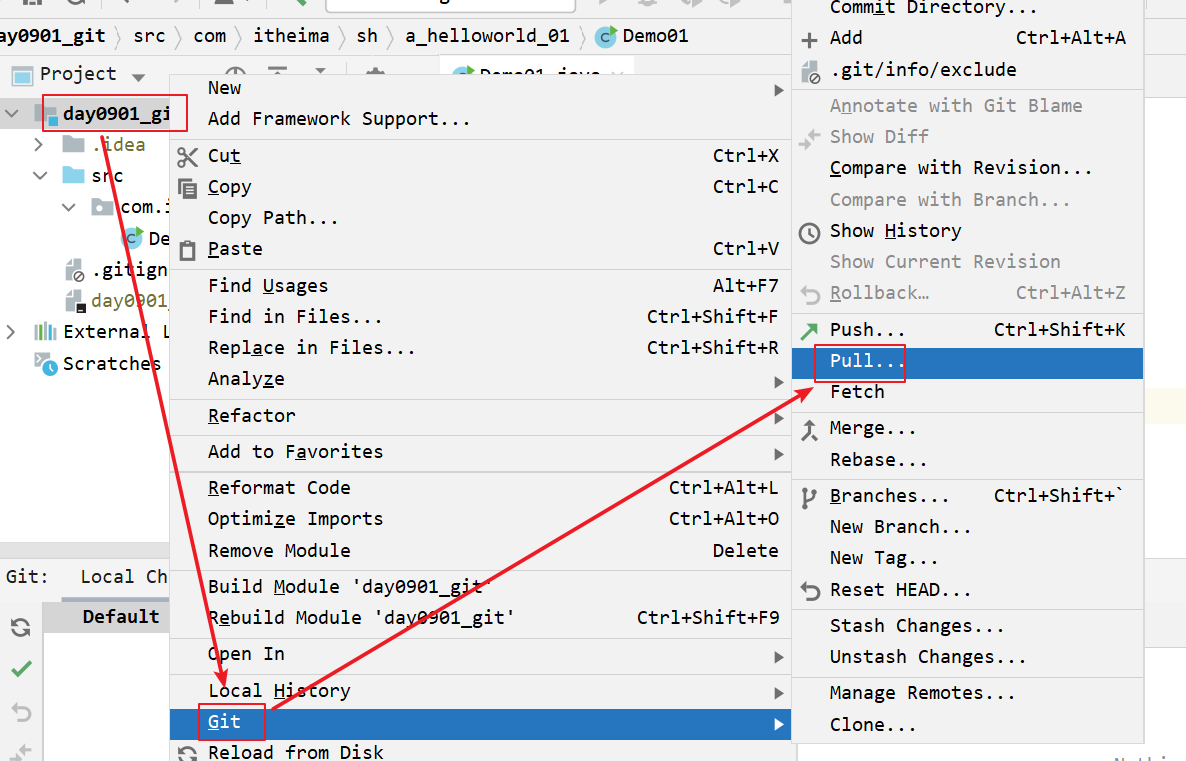 ay0901_git
src
com
itheima
sh
a_helloworld_01
Demo01
Project
Demo01.java
day0901_gi
.idea
src
com.i
De
.gitign
day0901_
External L
Scratches
Git:
Local Ch
Default
New
Add Framework Support...
Cut Ctrl+X
Copy Ctrl+C
Copy Path...
Paste Ctrl+V
Find Usages Alt+F7
Find in Files... Ctrl+Shift+F
Replace in Files... Ctrl+Shift+R
Analyze
Refactor
Add to Favorites
Reformat Code Ctrl+Alt+L
Optimize Imports Ctrl+Alt+O
Remove Module Delete
Build Module 'day0901_git'
Rebuild Module 'day0901_git' Ctrl+Shift+F9
Open In
Local History
Git
Reload from Disk
Commit Directory...
Add Ctrl+Alt+A
.git/info/exclude
Annotate with Git Blame
Show Diff
Compare with Revision...
Compare with Branch...
Show History
Show Current Revision
Rollback… Ctrl+Alt+Z
Push... Ctrl+Shift+K
Pull...
Fetch
Merge...
Rebase...
Branches... Ctrl+Shift+`
New Branch...
New Tag...
Reset HEAD...
Stash Changes...
Unstash Changes...
Manage Remotes...
Clone...